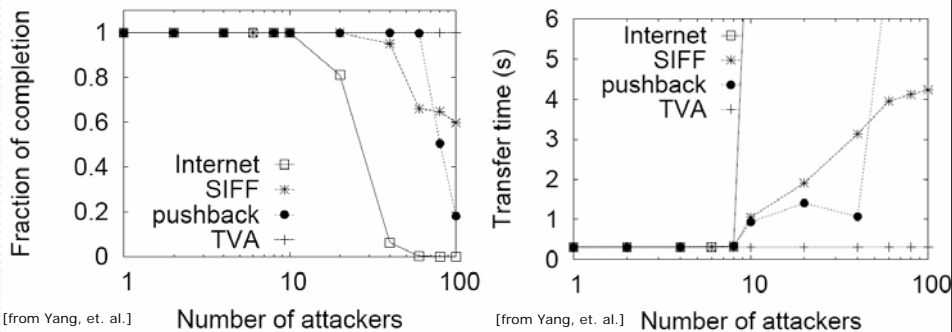 Fraction of completion
1
0.8
0.6
0.4
0.2
0
Internet
SIFF
pushback
TVA
1
10
100
[from Yang, et. al.]
Number of attackers
Transfer time (s)
6
5
4
3
2
1
0
Internet
SIFF
pushback
TVA
1
10
100
[from Yang, et. al.]
Number of attackers